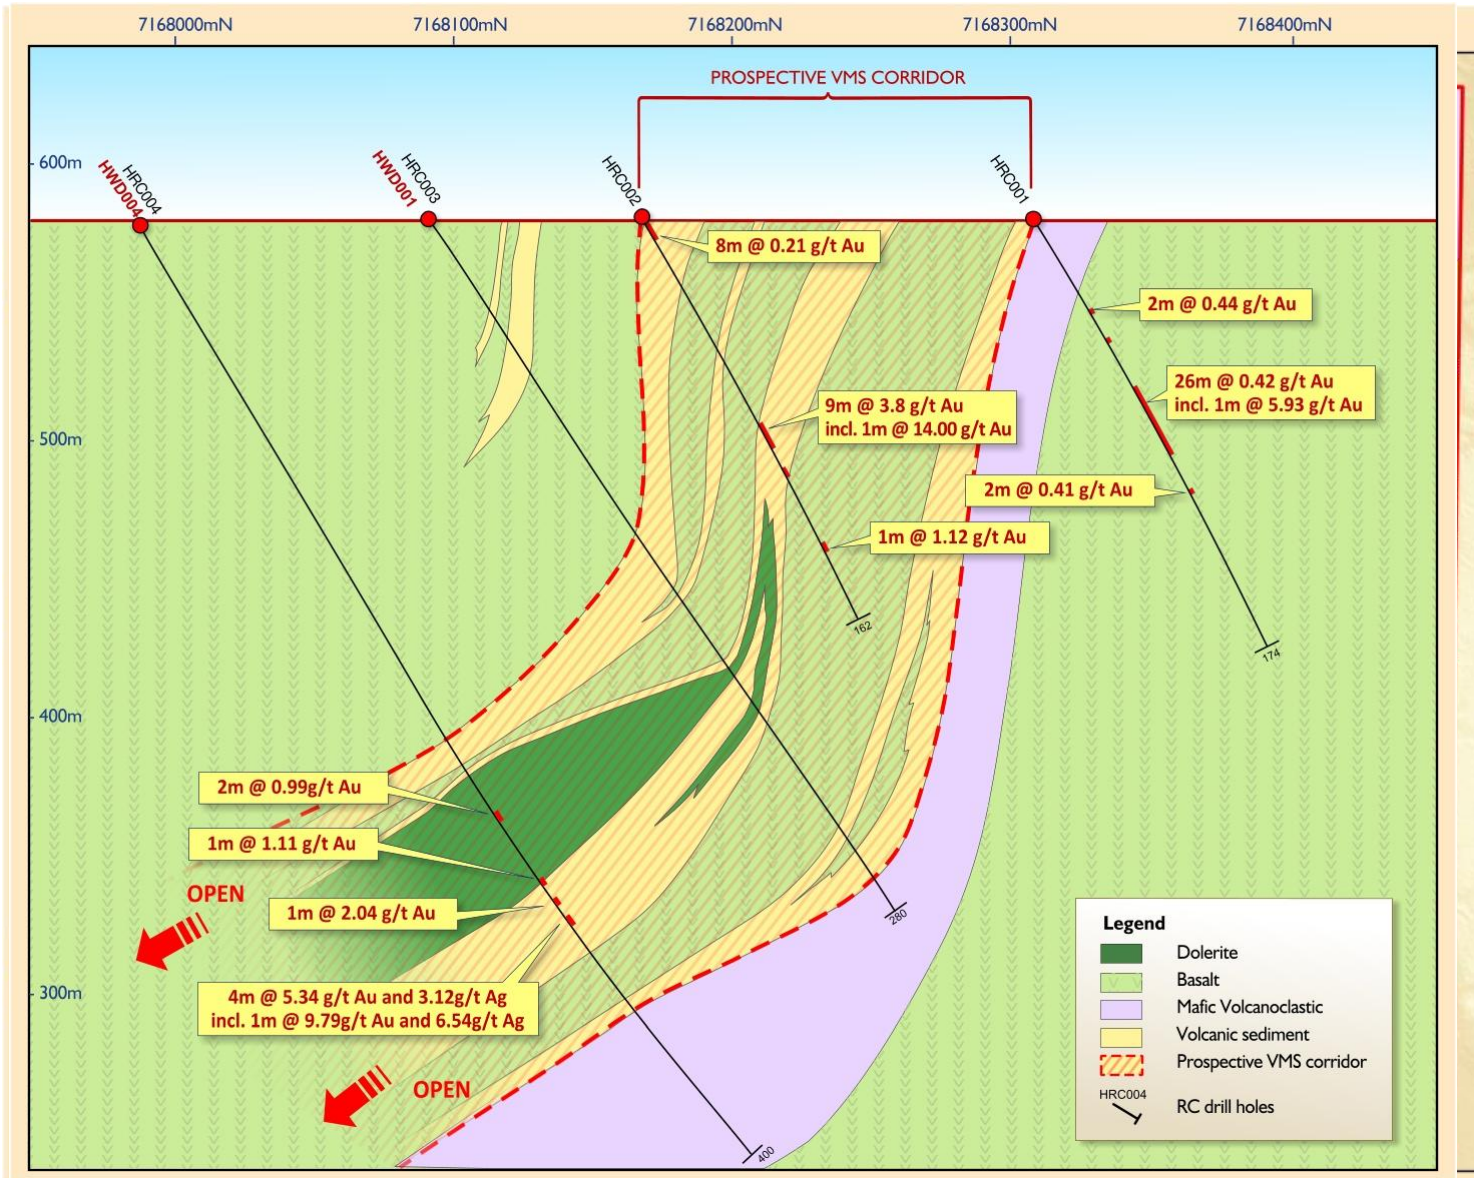 7168000mN
7168100mN
7168200mN
7168300mN
7168400mN
PROSPECTIVE VMS CORRIDOR
600m
500m
400m
300m
HWD004
HRC004
HWD001
HRC003
HRC002
HRC001
8m @ 0.21 g/t Au
2m @ 0.44 g/t Au
26m @ 0.42 g/t Au
incl. 1m @ 5.93 g/t Au
9m @ 3.8 g/t Au
incl. 1m @ 14.00 g/t Au
2m @ 0.41 g/t Au
1m @ 1.12 g/t Au
162
174
2m @ 0.99g/t Au
1m @ 1.11 g/t Au
OPEN
1m @ 2.04 g/t Au
280
4m @ 5.34 g/t Au and 3.12g/t Ag
incl. 1m @ 9.79g/t Au and 6.54g/t Ag
OPEN
400
Legend
Dolerite
Basalt
Mafic Volcanoclastic
Volcanic sediment
Prospective VMS corridor
HRC004
RC drill holes